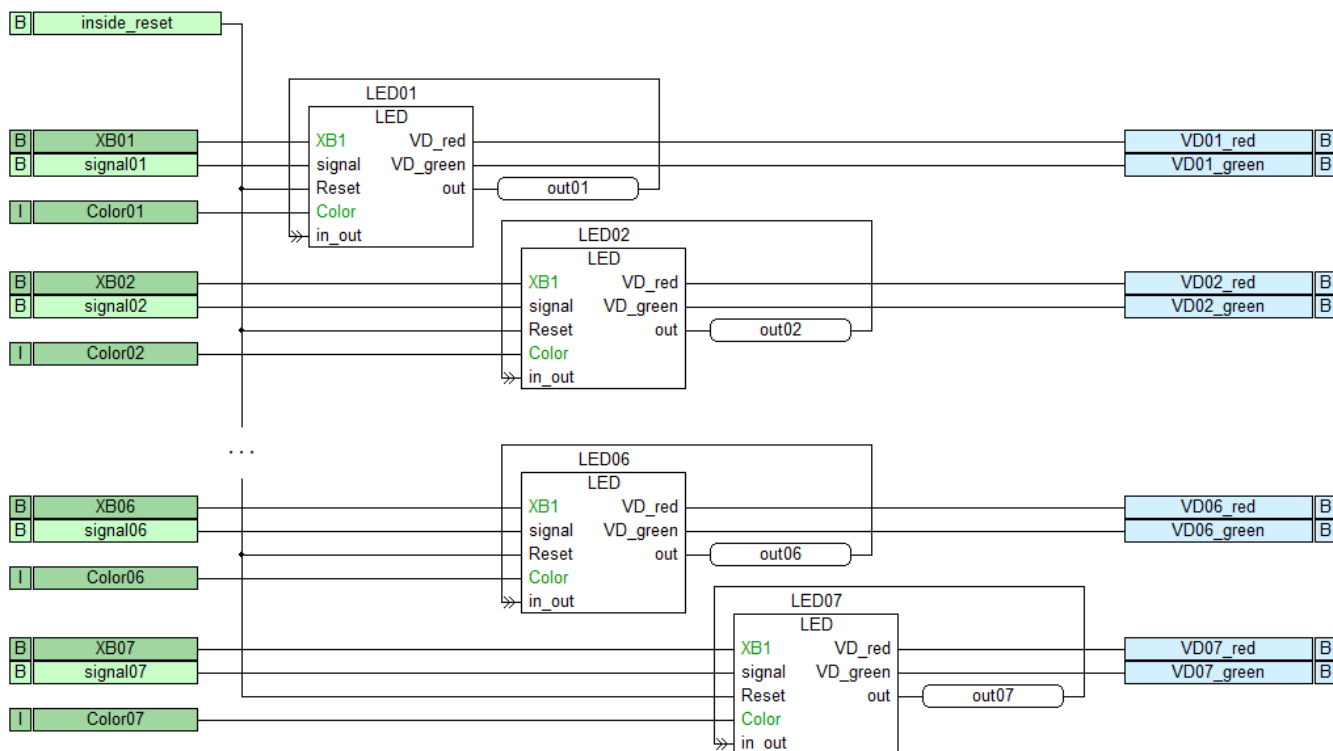 B inside_reset
LED01
LED
B XB01 XB1 VD_red VD01_red B
B signal01 signal VD_green VD01_green B
Reset out out01
I Color01 Color
in_out
LED02
LED
B XB02 XB1 VD_red VD02_red B
B signal02 signal VD_green VD02_green B
Reset out out02
I Color02 Color
in_out
...
LED06
LED
B XB06 XB1 VD_red VD06_red B
B signal06 signal VD_green VD06_green B
Reset out out06
I Color06 Color
in_out
LED07
LED
B XB07 XB1 VD_red VD07_red B
B signal07 signal VD_green VD07_green B
Reset out out07
I Color07 Color
in_out